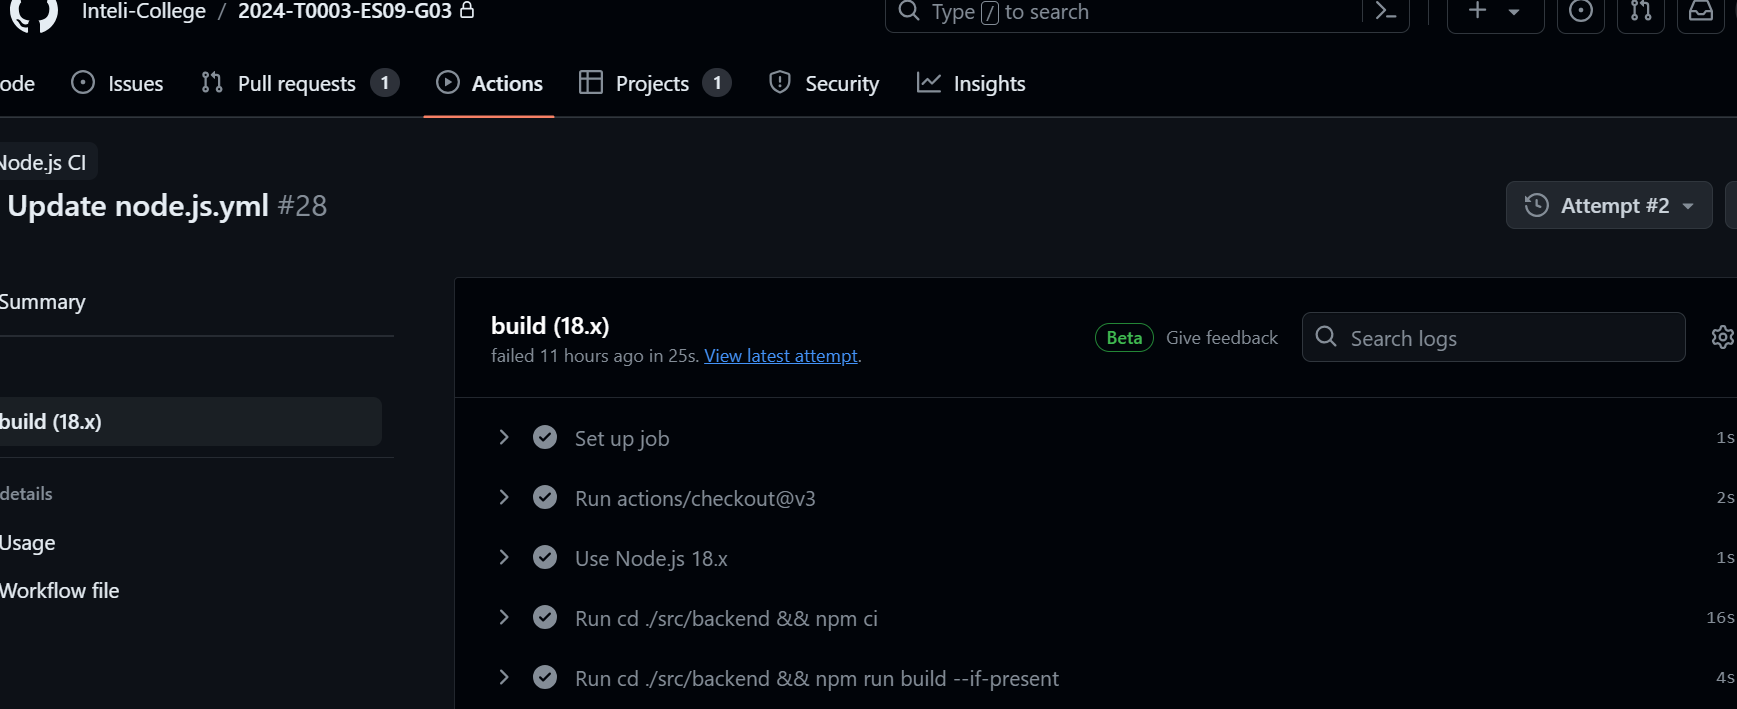 Inteli-College / 2024-T0003-ES09-G03
Type / to search
ode
Issues
Pull requests 1
Actions
Projects 1
Security
Insights
Node.js CI
Update node.js.yml #28
Attempt #2
Summary
build (18.x)
failed 11 hours ago in 25s. View latest attempt.
Beta Give feedback
Search logs
build (18.x)
details
Usage
Workflow file
Set up job 1s
Run actions/checkout@v3 2s
Use Node.js 18.x 1s
Run cd ./src/backend && npm ci 16s
Run cd ./src/backend && npm run build --if-present 4s